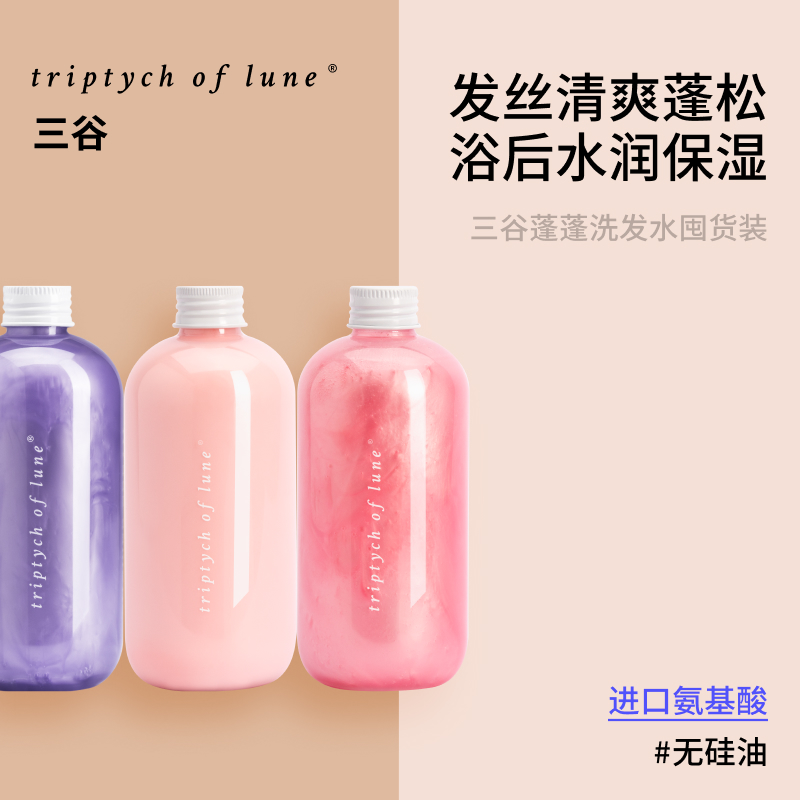 triptych of lune®
三谷
发丝清爽蓬松
浴后水润保湿
三谷蓬蓬洗发水囤货装
triptych of lune®
triptych of lune®
triptych of lune®
进口氨基酸
#无硅油